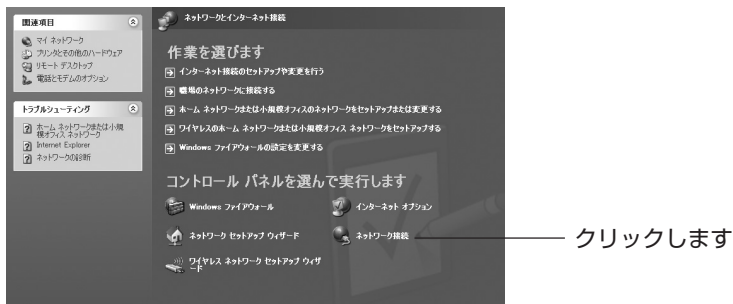 関連項目
マイ ネットワーク
プリンタとその他のハードウェア
リモート デスクトップ
電話とモデムのオプション
トラブルシューティング
ホーム ネットワークまたは小規
模オフィス ネットワーク
Internet Explorer
ネットワークの診断
ネットワークとインターネット接続
作業を選びます
インターネット接続のセットアップや変更を行う
職場のネットワークに接続する
ホーム ネットワークまたは小規模オフィスのネットワークをセットアップまたは変更する
ワイヤレスのホーム ネットワークまたは小規模オフィス ネットワークをセットアップする
Windows ファイアウォールの設定を変更する
コントロール パネルを選んで実行します
Windows ファイアウォール
インターネット オプション
ネットワーク セットアップ ウィザード
ネットワーク接続
クリックします
ワイヤレス ネットワーク セットアップ ウィザ
ード